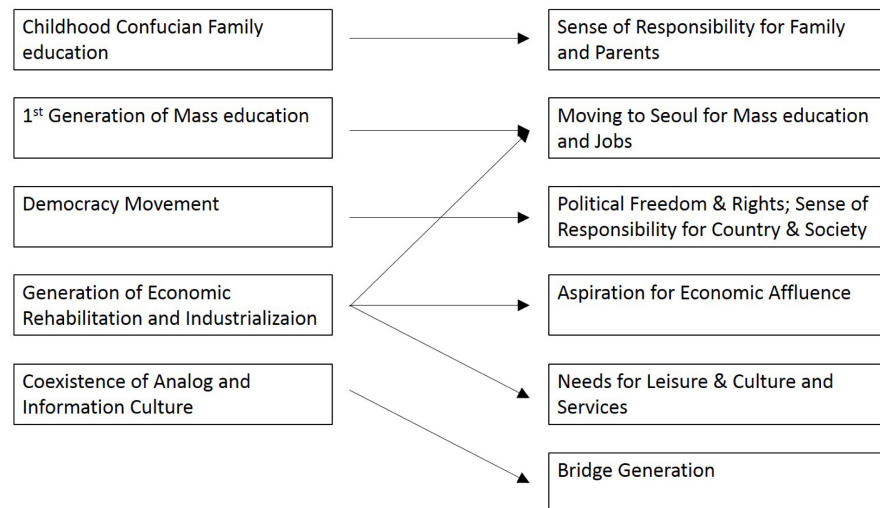 Childhood Confucian Family
education
Sense of Responsibility for Family
and Parents
1st Generation of Mass education
Moving to Seoul for Mass education
and Jobs
Democracy Movement
Political Freedom & Rights; Sense of
Responsibility for Country & Society
Generation of Economic
Rehabilitation and Industrializaion
Aspiration for Economic Affluence
Coexistence of Analog and
Information Culture
Needs for Leisure & Culture and
Services
Bridge Generation